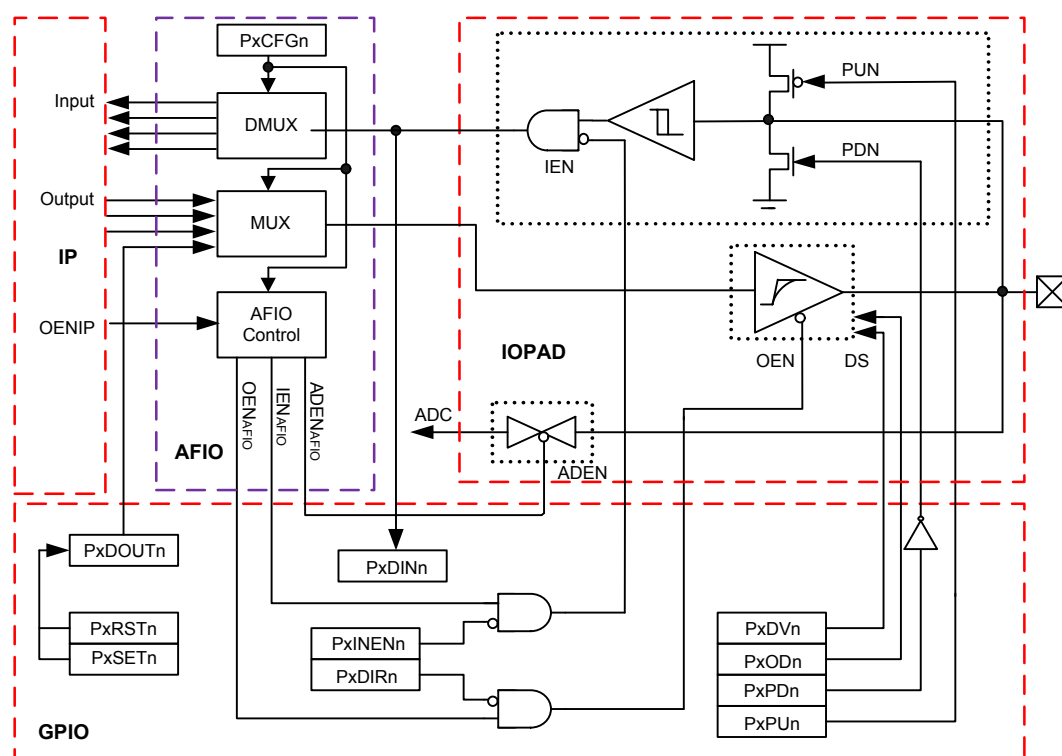 PxCFGn
Input
DMUX
Output
MUX
IP
OENIP
AFIO
Control
OENAFIO
IENAFIO
ADENAFIO
AFIO
PUN
PDN
IEN
IOPAD
OEN
DS
ADC
ADEN
PxDOUTn
PxDINn
PxRSTn
PxSETn
PxINENn
PxDIRn
PxDVn
PxODn
PxPDn
PxPUn
GPIO